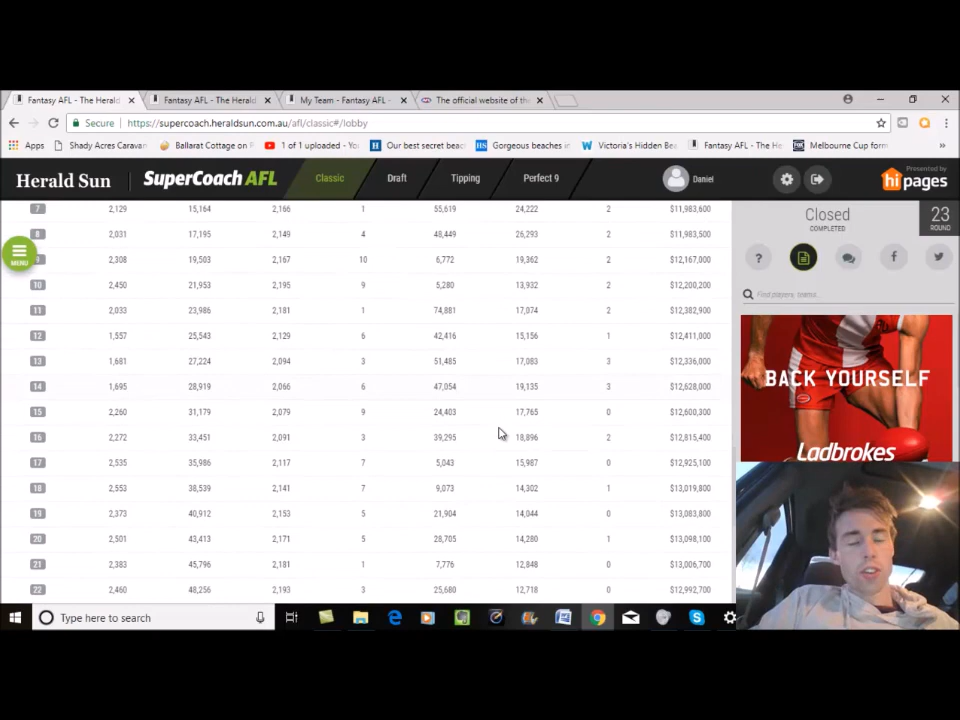 Fantasy AFL - The Herald
Fantasy AFL - The Herald
My Team - Fantasy AFL -
The official website of the
Secure
https://supercoach.heraldsun.com.au/afl/classic#/lobby
Apps
Shady Acres Caravan
Ballarat Cottage on P
1 of 1 uploaded - You
Our best secret beac
Gorgeous beaches in
Victoria's Hidden Bea
Fantasy AFL - The He
Melbourne Cup form
»
Herald Sun
SuperCoach AFL
Classic
Draft
Tipping
Perfect 9
Daniel
Presented by
hipages
MENU
7 2,129 15,164 2,166 1 55,619 24,222 2 $11,983,600
8 2,031 17,195 2,149 4 48,449 26,293 2 $11,983,500
9 2,308 19,503 2,167 10 6,772 19,362 2 $12,167,000
10 2,450 21,953 2,195 9 5,280 13,932 2 $12,200,200
11 2,033 23,986 2,181 1 74,881 17,074 2 $12,382,900
12 1,557 25,543 2,129 6 42,416 15,156 1 $12,411,000
13 1,681 27,224 2,094 3 51,485 17,083 3 $12,336,000
14 1,695 28,919 2,066 6 47,054 19,135 3 $12,628,000
15 2,260 31,179 2,079 9 24,403 17,765 0 $12,600,300
16 2,272 33,451 2,091 3 39,295 18,896 2 $12,815,400
17 2,535 35,986 2,117 7 5,043 15,987 0 $12,925,100
18 2,553 38,539 2,141 7 9,073 14,302 1 $13,019,800
19 2,373 40,912 2,153 5 21,904 14,044 0 $13,083,800
20 2,501 43,413 2,171 5 28,705 14,280 1 $13,098,100
21 2,383 45,796 2,181 1 7,776 12,848 0 $13,006,700
22 2,460 48,256 2,193 3 25,680 12,718 0 $12,992,700
Closed
COMPLETED
23
ROUND
?
Find players, teams...
BACK YOURSELF
Ladbrokes
Type here to search